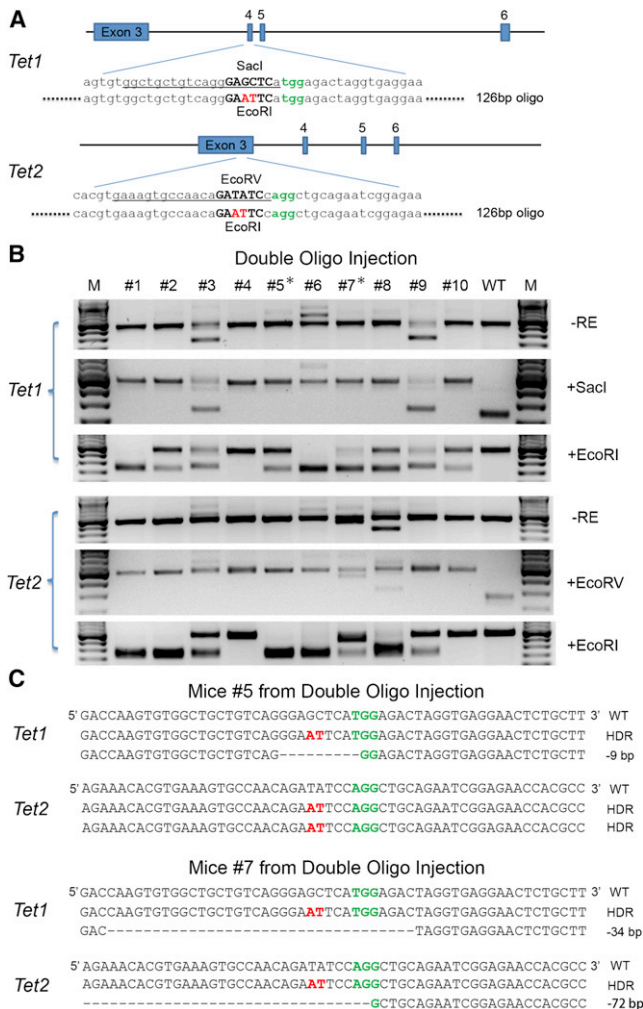 A
4 5 6
Exon 3
Tet1
SacI
agtgtggctgctgtcaggGAGCTCatggagactaggtgaggaa
agtgtggctgctgtcaggGAATTCatggagactaggtgaggaa 126bp oligo
EcoRI
4 5 6
Exon 3
Tet2
EcoRV
cacgtgaaagtgccaacaGATATCcaggctgcagaatcggagaa
cacgtgaaagtgccaacaGAATTCcaggctgcagaatcggagaa 126bp oligo
EcoRI
B
Double Oligo Injection
M #1 #2 #3 #4 #5* #6 #7* #8 #9 #10 WT M
Tet1
-RE
+SacI
+EcoRI
Tet2
-RE
+EcoRV
+EcoRI
C
Mice #5 from Double Oligo Injection
Tet1
5' GACCAAGTGTGGCTGCTGTCAGGGAGCTCATGGAGACTAGGTGAGGAACTCTGCTT 3' WT
GACCAAGTGTGGCTGCTGTCAGGGAATTCATGGAGACTAGGTGAGGAACTCTGCTT HDR
GACCAAGTGTGGCTGCTGTCAG---------GGAGACTAGGTGAGGAACTCTGCTT -9 bp
Tet2
AGAAACACGTGAAAGTGCCAACAGATATCCAGGCTGCAGAATCGGAGAACCACGCC WT
AGAAACACGTGAAAGTGCCAACAGAATTCCAGGCTGCAGAATCGGAGAACCACGCC HDR
AGAAACACGTGAAAGTGCCAACAGAATTCCAGGCTGCAGAATCGGAGAACCACGCC HDR
Mice #7 from Double Oligo Injection
Tet1
5' GACCAAGTGTGGCTGCTGTCAGGGAGCTCATGGAGACTAGGTGAGGAACTCTGCTT 3' WT
GACCAAGTGTGGCTGCTGTCAGGGAATTCATGGAGACTAGGTGAGGAACTCTGCTT HDR
GAC----------------------------------TAGGTGAGGAACTCTGCTT -34 bp
Tet2
5' AGAAACACGTGAAAGTGCCAACAGATATCCAGGCTGCAGAATCGGAGAACCACGCC 3' WT
AGAAACACGTGAAAGTGCCAACAGAATTCCAGGCTGCAGAATCGGAGAACCACGCC HDR
--------------------------------GCTGCAGAATCGGAGAACCACGCC -72 bp